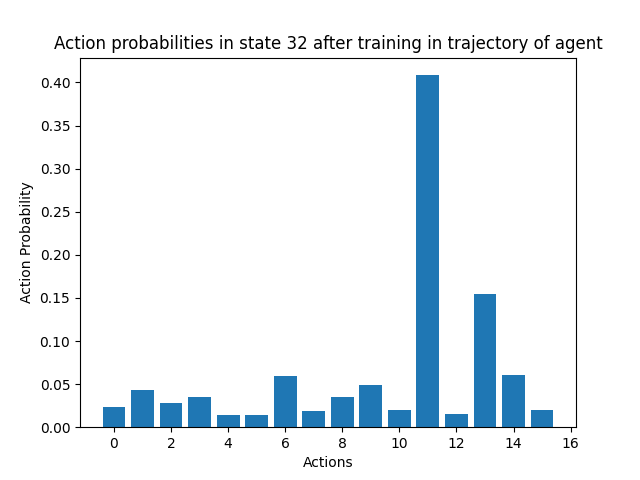 Action probabilities in state 32 after training in trajectory of agent
0.40
0.35
0.30
0.25
0.20
0.15
0.10
0.05
0.00
Action Probability
0 2 4 6 8 10 12 14 16
Actions